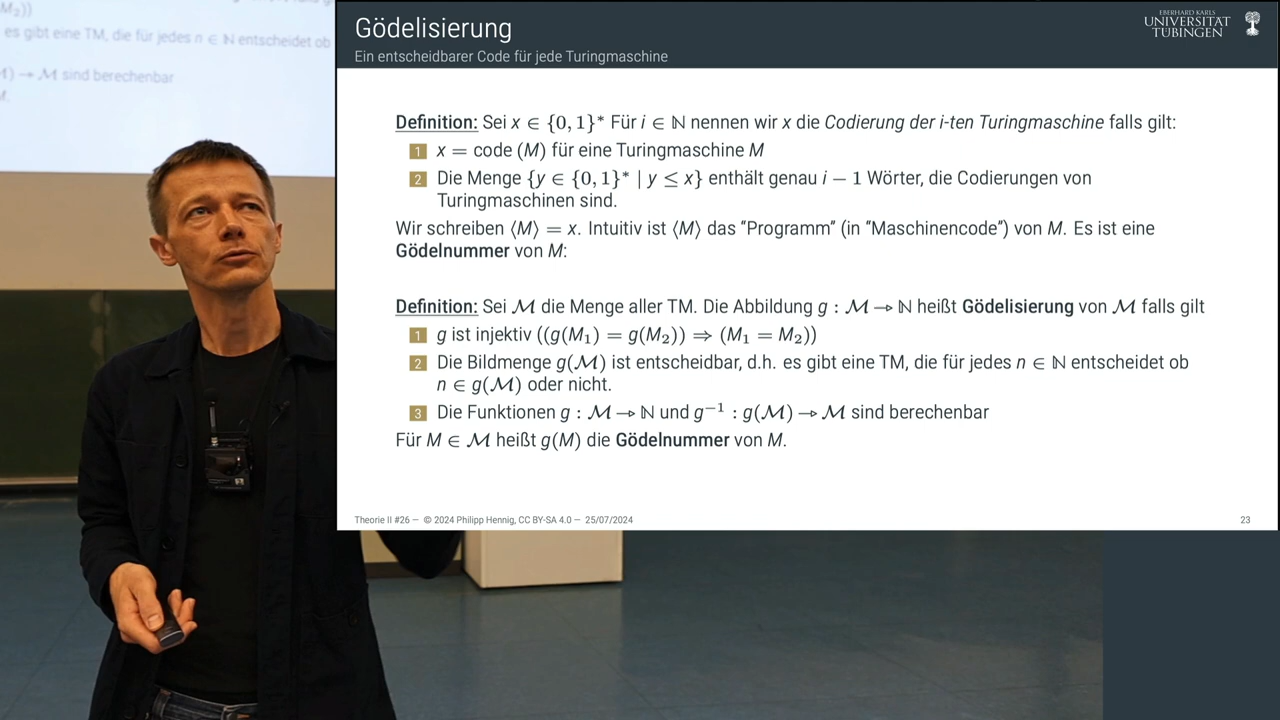 M₂))
es gibt eine TM, die für jedes n ∈ ℕ entscheidet ob
) → ℳ sind berechenbar
Gödelisierung
Ein entscheidbarer Code für jede Turingmaschine
EBERHARD KARLS
UNIVERSITÄT
TÜBINGEN
Definition: Sei x ∈ {0, 1}* Für i ∈ ℕ nennen wir x die Codierung der i-ten Turingmaschine falls gilt:
1 x = code (M) für eine Turingmaschine M
2 Die Menge {y ∈ {0, 1}* | y ≤ x} enthält genau i − 1 Wörter, die Codierungen von
Turingmaschinen sind.
Wir schreiben ⟨M⟩ = x. Intuitiv ist ⟨M⟩ das "Programm" (in "Maschinencode") von M. Es ist eine
Gödelnummer von M:
Definition: Sei ℳ die Menge aller TM. Die Abbildung g : ℳ → ℕ heißt Gödelisierung von ℳ falls gilt
1 g ist injektiv ((g(M₁) = g(M₂)) ⇒ (M₁ = M₂))
2 Die Bildmenge g(ℳ) ist entscheidbar, d.h. es gibt eine TM, die für jedes n ∈ ℕ entscheidet ob
n ∈ g(ℳ) oder nicht.
3 Die Funktionen g : ℳ → ℕ und g⁻¹ : g(ℳ) → ℳ sind berechenbar
Für M ∈ ℳ heißt g(M) die Gödelnummer von M.
Theorie II #26 — © 2024 Philipp Hennig, CC BY-SA 4.0 — 25/07/2024
23